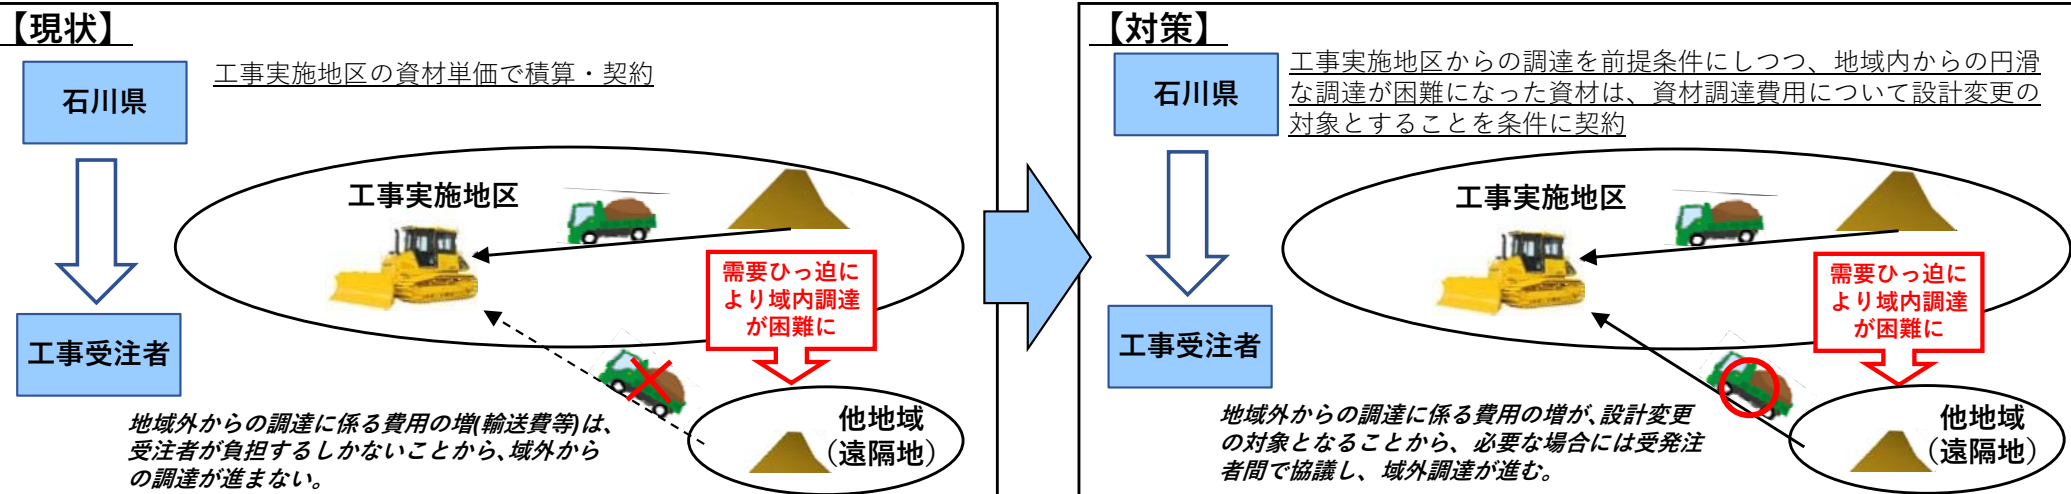 【現状】
石川県
工事実施地区の資材単価で積算・契約
工事実施地区
需要ひっ迫に
より域内調達
が困難に
工事受注者
地域外からの調達に係る費用の増(輸送費等)は、
受注者が負担するしかないことから、域外から
の調達が進まない。
他地域
（遠隔地）
【対策】
石川県
工事実施地区からの調達を前提条件にしつつ、地域内からの円滑
な調達が困難になった資材は、資材調達費用について設計変更の
対象とすることを条件に契約
工事実施地区
需要ひっ迫に
より域内調達
が困難に
工事受注者
地域外からの調達に係る費用の増が、設計変更
の対象となることから、必要な場合には受発注
者間で協議し、域外調達が進む。
他地域
（遠隔地）